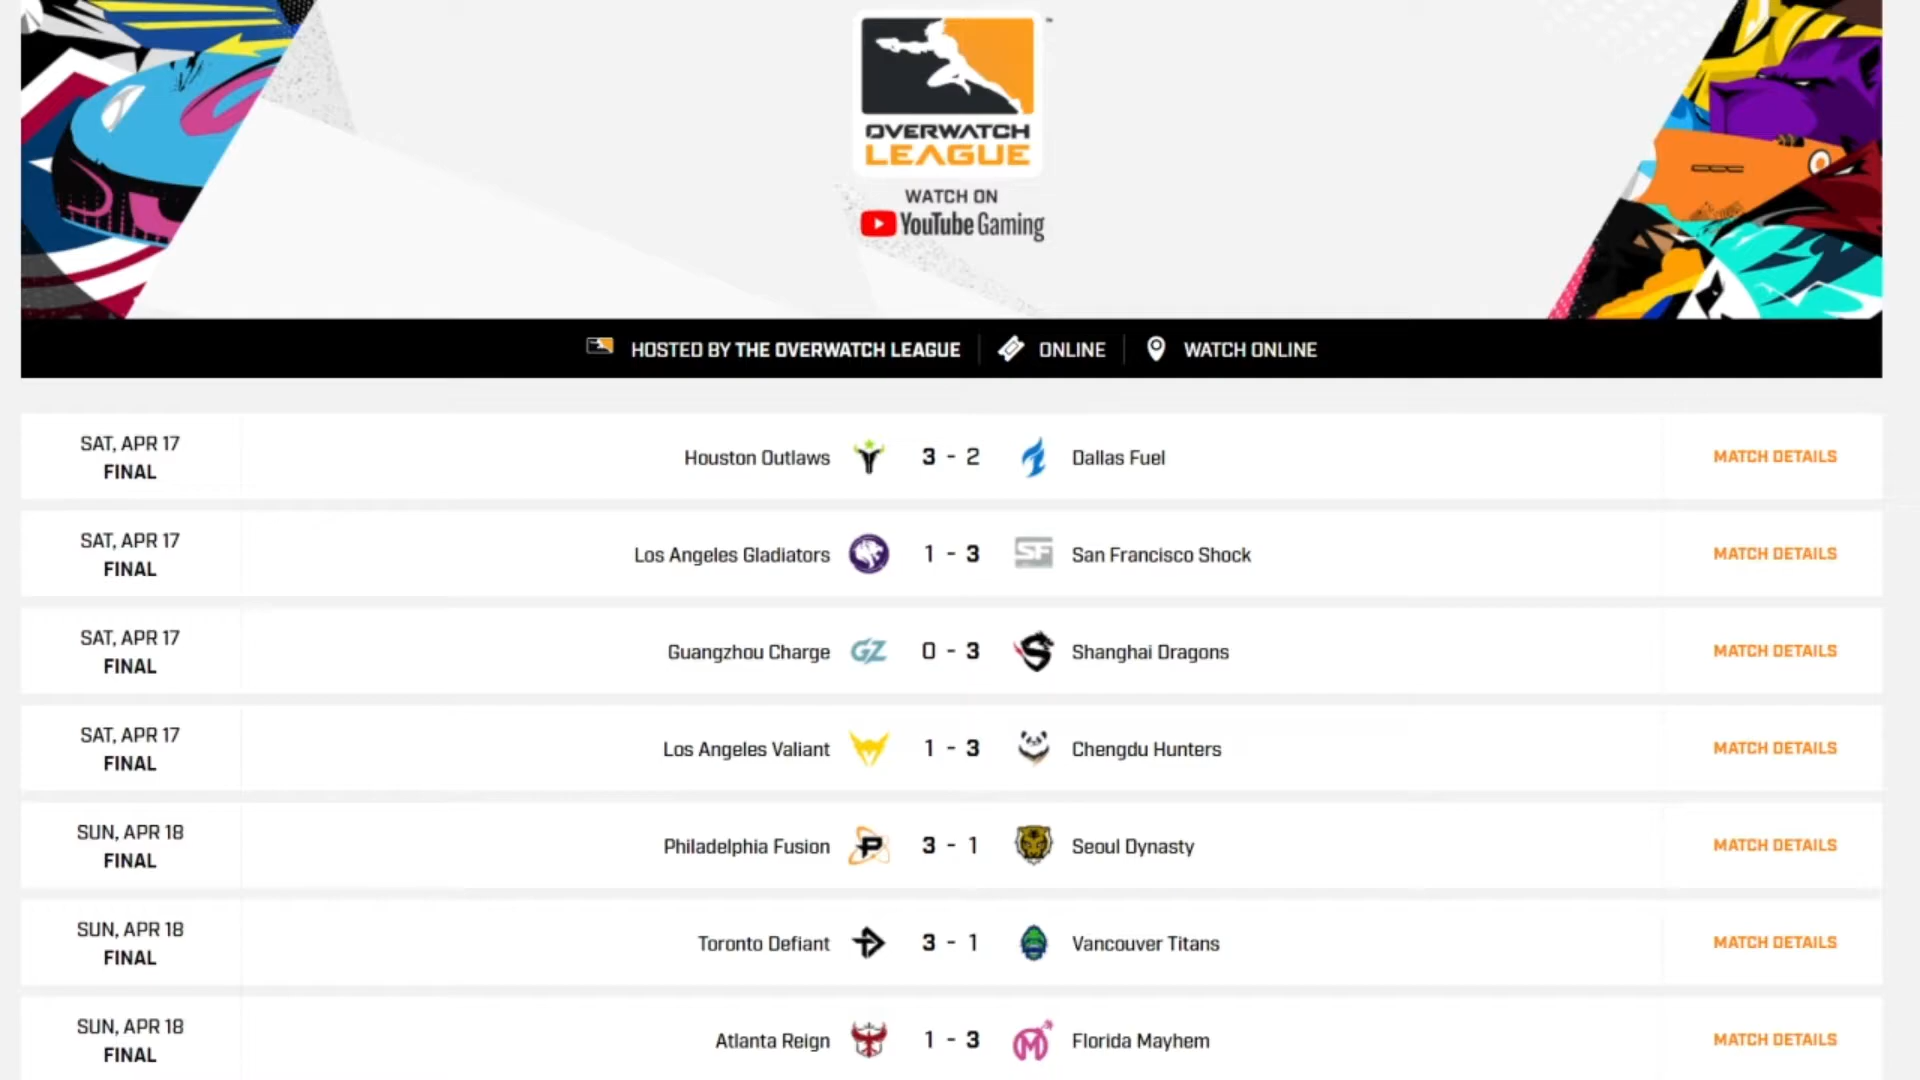 OVERWATCH
LEAGUE
™
WATCH ON
YouTube Gaming
HOSTED BY THE OVERWATCH LEAGUE ONLINE WATCH ONLINE
SAT, APR 17
FINAL
Houston Outlaws 3 - 2 Dallas Fuel MATCH DETAILS
SAT, APR 17
FINAL
Los Angeles Gladiators 1 - 3 SF San Francisco Shock MATCH DETAILS
SAT, APR 17
FINAL
Guangzhou Charge GZ 0 - 3 S Shanghai Dragons MATCH DETAILS
SAT, APR 17
FINAL
Los Angeles Valiant 1 - 3 Chengdu Hunters MATCH DETAILS
SUN, APR 18
FINAL
Philadelphia Fusion P 3 - 1 Seoul Dynasty MATCH DETAILS
SUN, APR 18
FINAL
Toronto Defiant 3 - 1 Vancouver Titans MATCH DETAILS
SUN, APR 18
FINAL
Atlanta Reign 1 - 3 M Florida Mayhem MATCH DETAILS